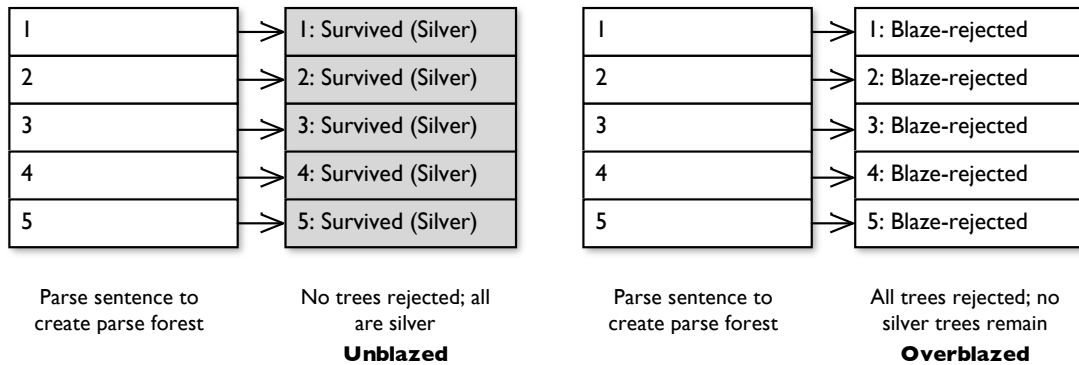 1
1: Survived (Silver)
2
2: Survived (Silver)
3
3: Survived (Silver)
4
4: Survived (Silver)
5
5: Survived (Silver)
Parse sentence to
create parse forest
No trees rejected; all
are silver
Unblazed
1
1: Blaze-rejected
2
2: Blaze-rejected
3
3: Blaze-rejected
4
4: Blaze-rejected
5
5: Blaze-rejected
Parse sentence to
create parse forest
All trees rejected; no
silver trees remain
Overblazed